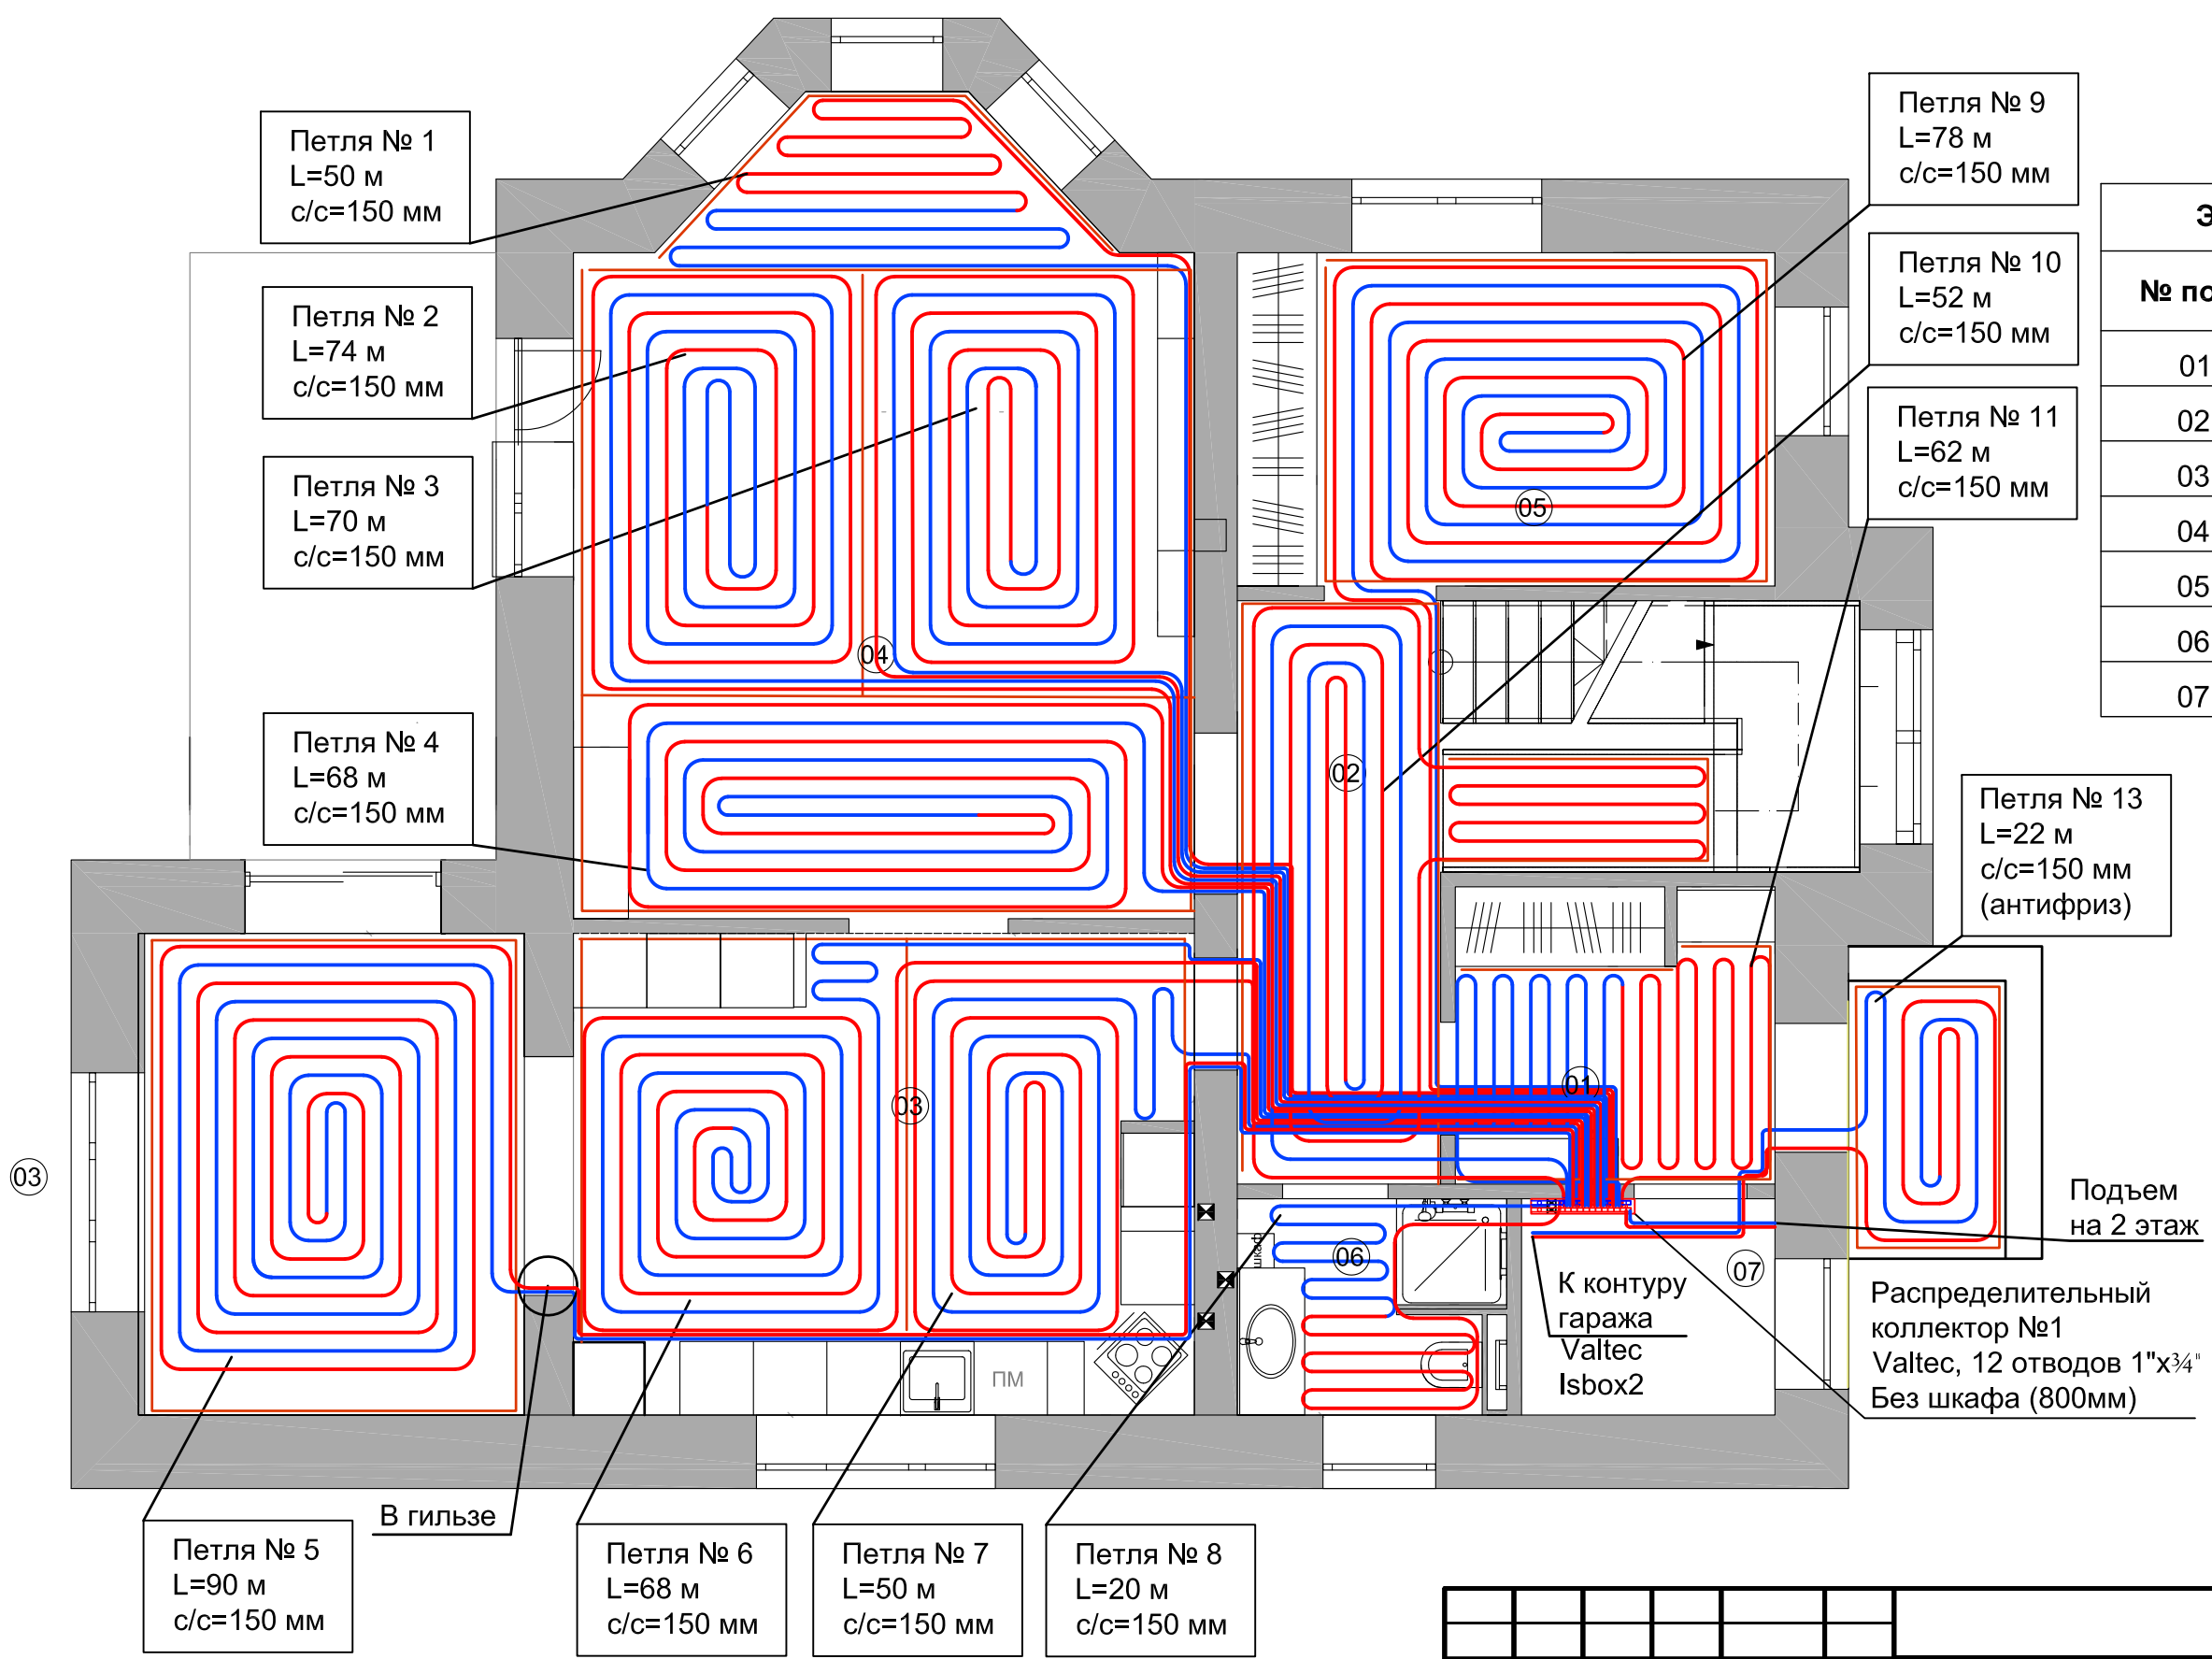 Петля № 1
L=50 м
с/с=150 мм
Петля № 2
L=74 м
с/с=150 мм
Петля № 3
L=70 м
с/с=150 мм
Петля № 4
L=68 м
с/с=150 мм
Петля № 9
L=78 м
с/с=150 мм
Петля № 10
L=52 м
с/с=150 мм
Петля № 11
L=62 м
с/с=150 мм
Петля № 13
L=22 м
с/с=150 мм
(антифриз)
№
01
02
03
04
05
06
07
05
04
02
01
03
03
06
07
шкаф
ПМ
Подъем
на 2 этаж
К контуру
гаража
Valtec
Isbox2
Распределительный
коллектор №1
Valtec, 12 отводов 1"х¾"
Без шкафа (800мм)
В гильзе
Петля № 5
L=90 м
с/с=150 мм
Петля № 6
L=68 м
с/с=150 мм
Петля № 7
L=50 м
с/с=150 мм
Петля № 8
L=20 м
с/с=150 мм